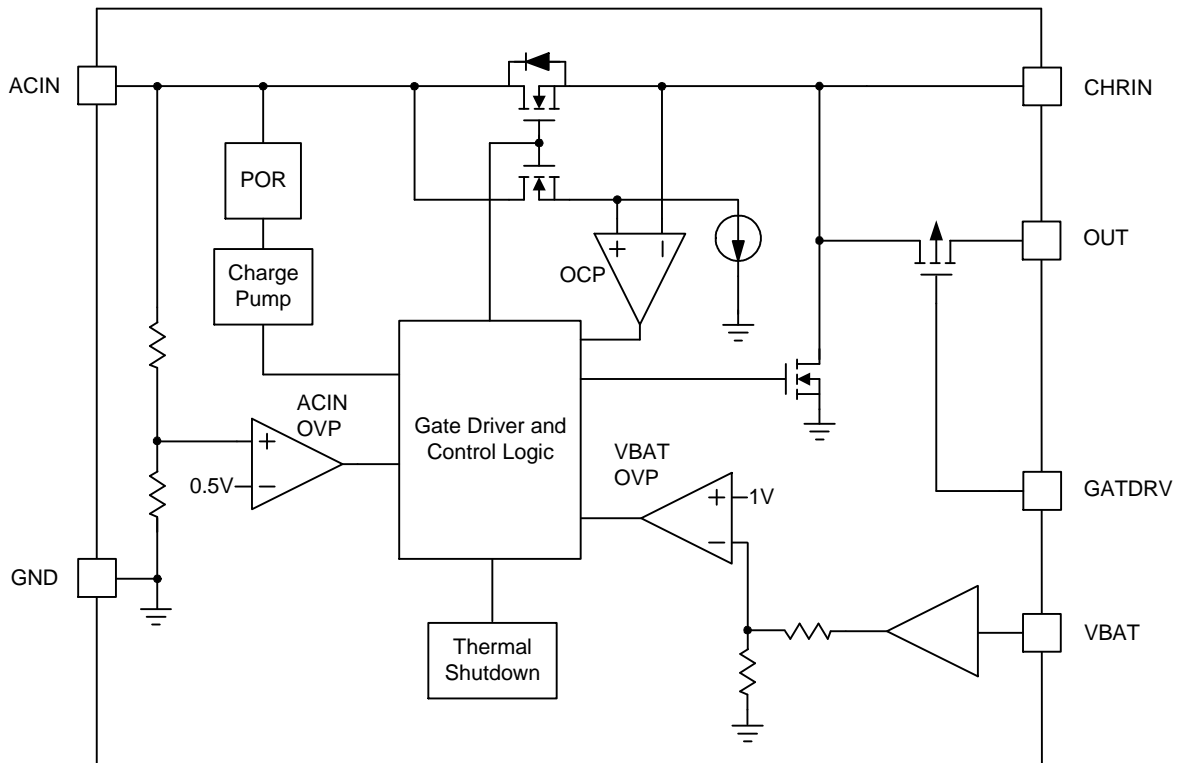 ACIN
CHRIN
POR
OUT
Charge
Pump
+
−
OCP
ACIN
OVP
Gate Driver and
Control Logic
VBAT
OVP
+
0.5V
−
+
1V
−
GATDRV
GND
Thermal
Shutdown
VBAT